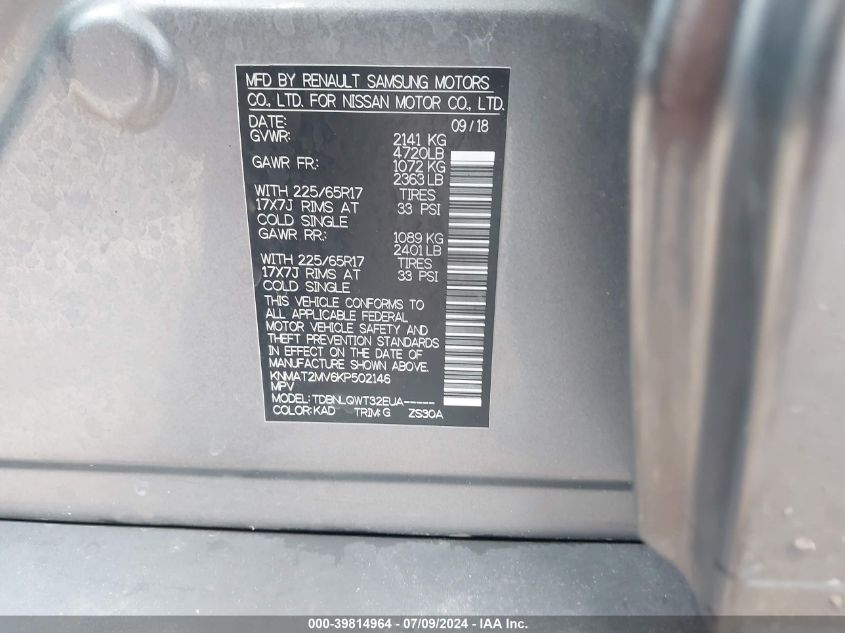 MFD BY RENAULT SAMSUNG MOTORS
CO., LTD. FOR NISSAN MOTOR CO., LTD.
DATE: 09/18
GVWR: 2141 KG
4720LB
GAWR FR: 1072 KG
2363LB
WITH 225/65R17 TIRES
17X7J RIMS AT 33 PSI
COLD SINGLE
GAWR RR: 1089 KG
2401LB
WITH 225/65R17 TIRES
17X7J RIMS AT 33 PSI
COLD SINGLE
THIS VEHICLE CONFORMS TO
ALL APPLICABLE FEDERAL
MOTOR VEHICLE SAFETY AND
THEFT PREVENTION STANDARDS
IN EFFECT ON THE DATE OF
MANUFACTURE SHOWN ABOVE.
KNMAT2MV6KP502146
MPV
MODEL: TDBNLQWT32EUA-----
COLOR: KAD TRIM: G ZS30A
000-39814964 - 07/09/2024 - IAA Inc.